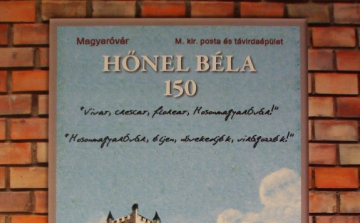 Magyaróvár M. kir. posta és távirdaépület
HŐNEL BÉLA
150
"Vivat, crescat, floreat, Mosonmagyaróvár!"
"Mosonmagyaróvár, éljen, növekedjék, virágozzék!"